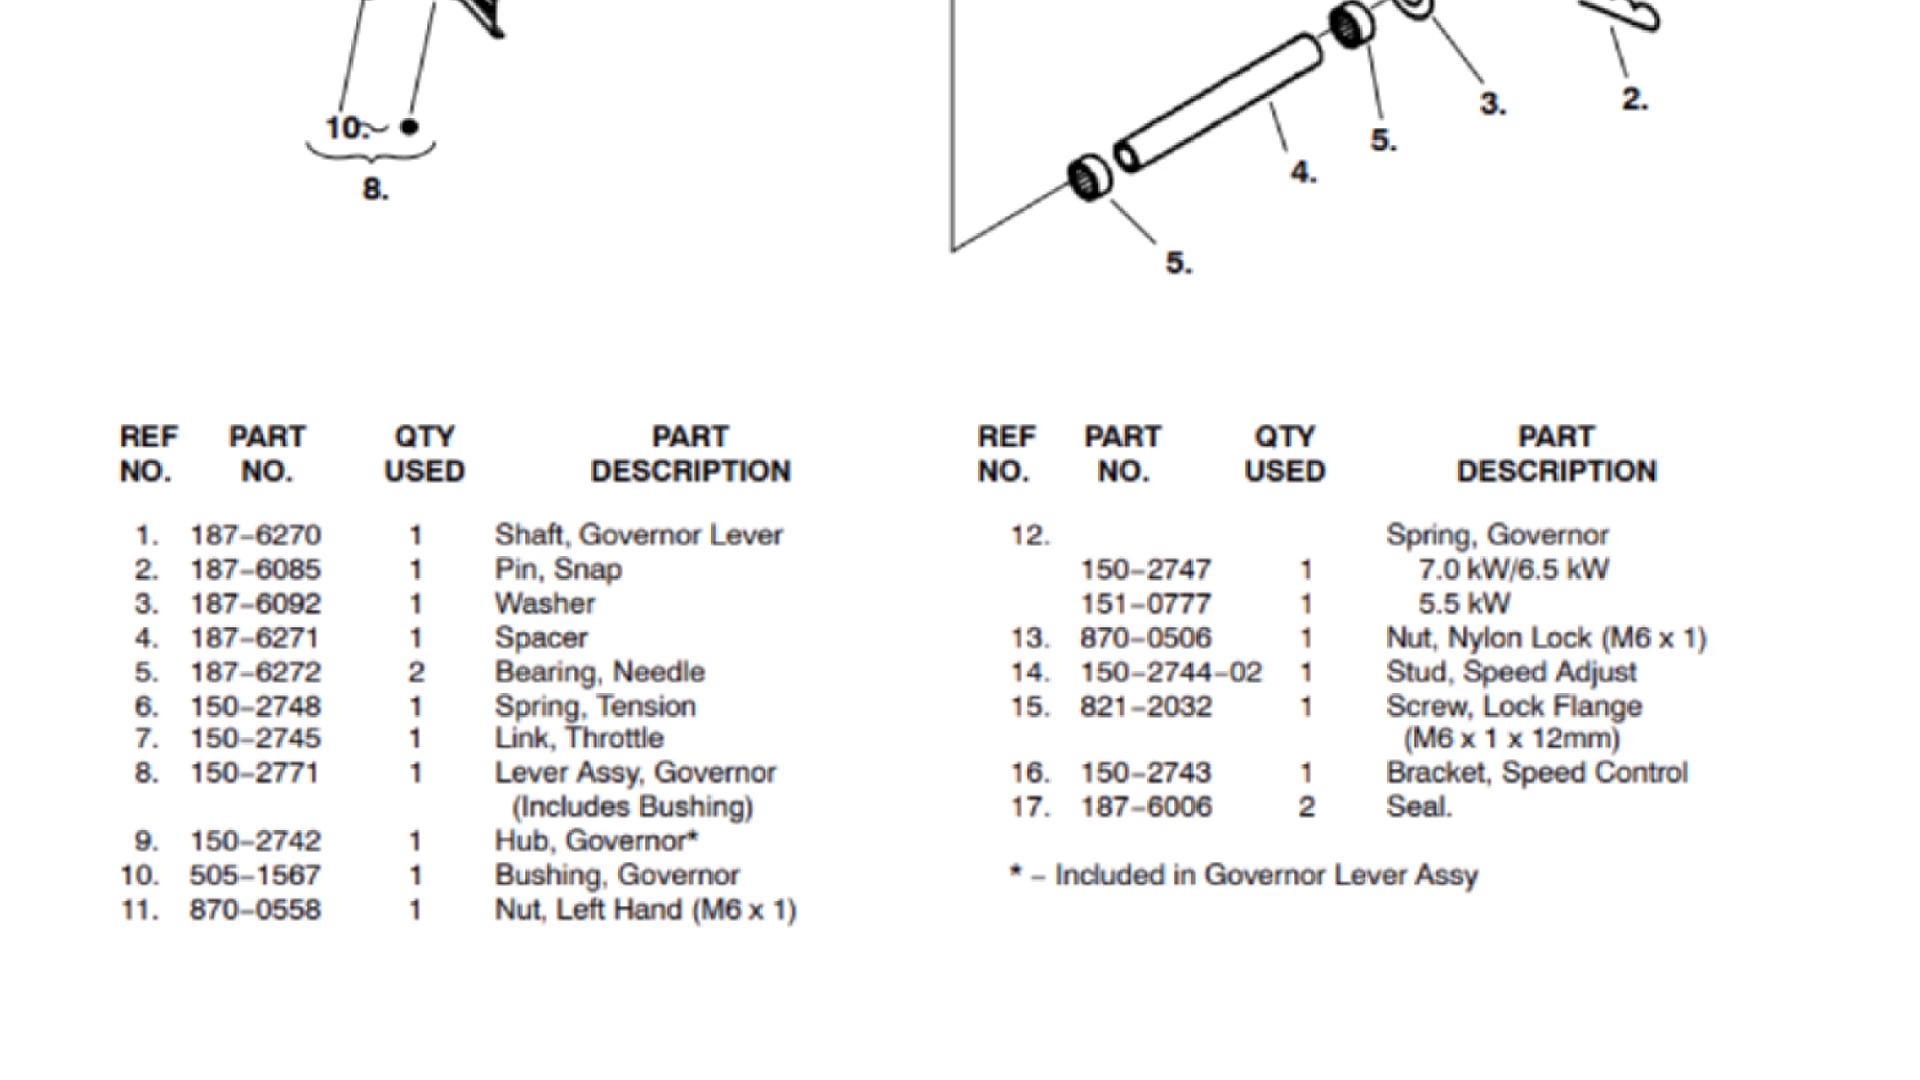 10.
8.
2.
3.
5.
4.
5.
REF PART QTY PART
NO. NO. USED DESCRIPTION
1. 187–6270 1 Shaft, Governor Lever
2. 187–6085 1 Pin, Snap
3. 187–6092 1 Washer
4. 187–6271 1 Spacer
5. 187–6272 2 Bearing, Needle
6. 150–2748 1 Spring, Tension
7. 150–2745 1 Link, Throttle
8. 150–2771 1 Lever Assy, Governor
(Includes Bushing)
9. 150–2742 1 Hub, Governor*
10. 505–1567 1 Bushing, Governor
11. 870–0558 1 Nut, Left Hand (M6 x 1)
REF PART QTY PART
NO. NO. USED DESCRIPTION
12. Spring, Governor
150–2747 1 7.0 kW/6.5 kW
151–0777 1 5.5 kW
13. 870–0506 1 Nut, Nylon Lock (M6 x 1)
14. 150–2744–02 1 Stud, Speed Adjust
15. 821–2032 1 Screw, Lock Flange
(M6 x 1 x 12mm)
16. 150–2743 1 Bracket, Speed Control
17. 187–6006 2 Seal.
* – Included in Governor Lever Assy